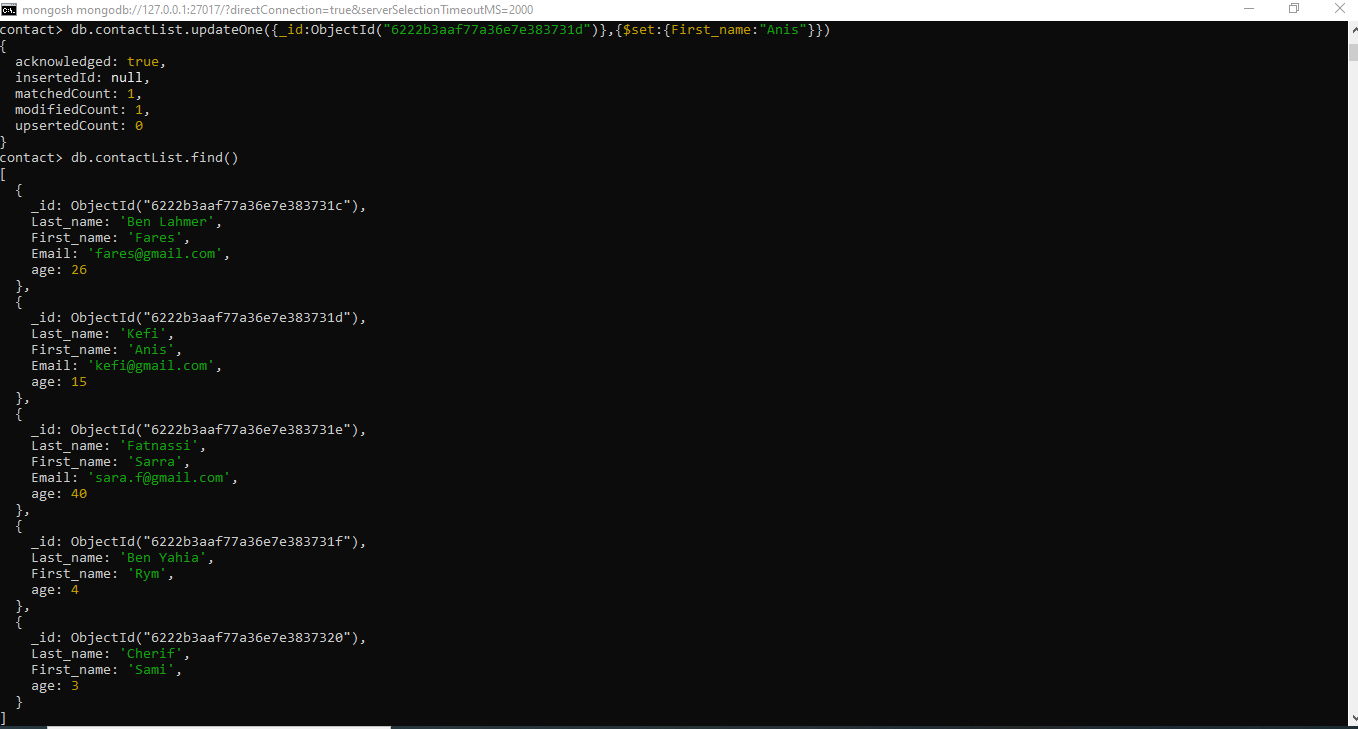 mongosh mongodb://127.0.0.1:27017/?directConnection=true&serverSelectionTimeoutMS=2000
contact> db.contactList.updateOne({_id:ObjectId("6222b3aaf77a36e7e383731d")},{$set:{First_name:"Anis"}})
{
  acknowledged: true,
  insertedId: null,
  matchedCount: 1,
  modifiedCount: 1,
  upsertedCount: 0
}
contact> db.contactList.find()
[
  {
    _id: ObjectId("6222b3aaf77a36e7e383731c"),
    Last_name: 'Ben Lahmer',
    First_name: 'Fares',
    Email: 'fares@gmail.com',
    age: 26
  },
  {
    _id: ObjectId("6222b3aaf77a36e7e383731d"),
    Last_name: 'Kefi',
    First_name: 'Anis',
    Email: 'kefi@gmail.com',
    age: 15
  },
  {
    _id: ObjectId("6222b3aaf77a36e7e383731e"),
    Last_name: 'Fatnassi',
    First_name: 'Sarra',
    Email: 'sara.f@gmail.com',
    age: 40
  },
  {
    _id: ObjectId("6222b3aaf77a36e7e383731f"),
    Last_name: 'Ben Yahia',
    First_name: 'Rym',
    age: 4
  },
  {
    _id: ObjectId("6222b3aaf77a36e7e3837320"),
    Last_name: 'Cherif',
    First_name: 'Sami',
    age: 3
  }
]